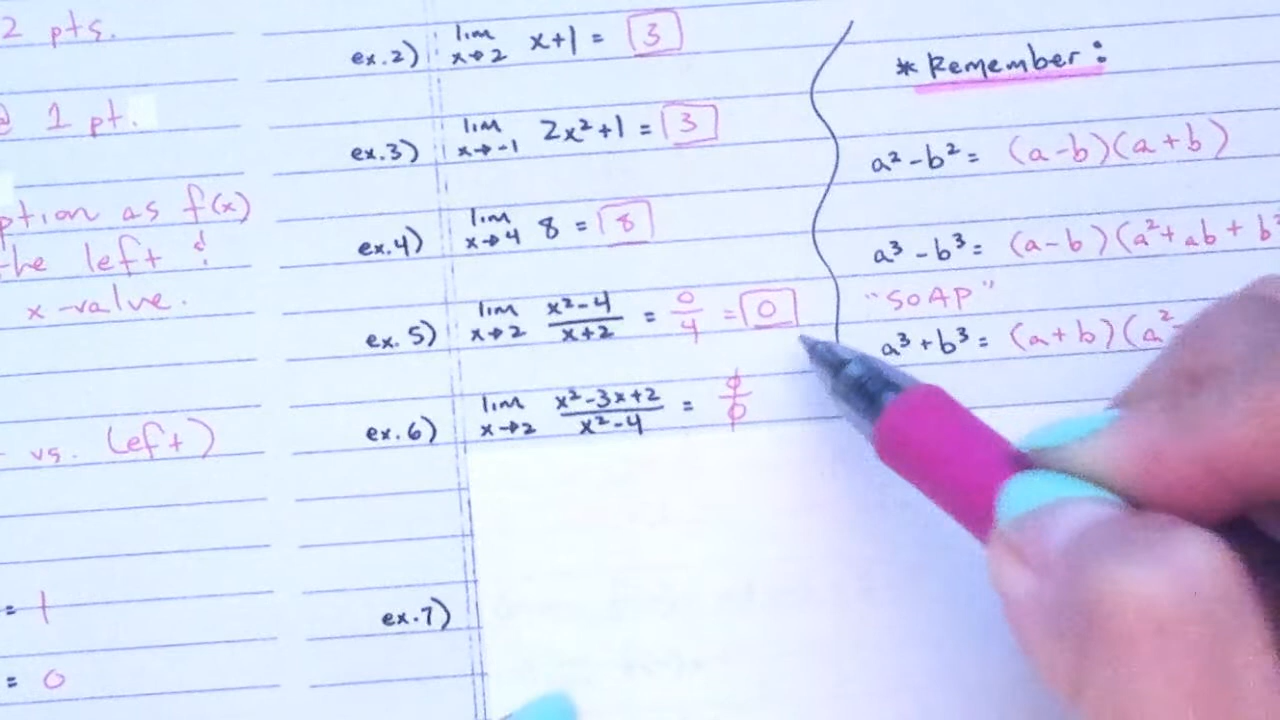 2 pts.
1 pt.
ption as f(x)
the left &
x-value.
vs. left)
= 1
= 0
ex.2) lim x→2 x+1 = 3
ex.3) lim x→-1 2x²+1 = 3
ex.4) lim x→4 8 = 8
ex.5) lim x→2 x²-4/x+2 = 0/4 = 0
ex.6) lim x→2 x²-3x+2/x²-4 = 0/0
ex.7)
* Remember:
a²-b² = (a-b)(a+b)
a³-b³ = (a-b)(a²+ab+b²
"SOAP"
a³+b³ = (a+b)(a²-